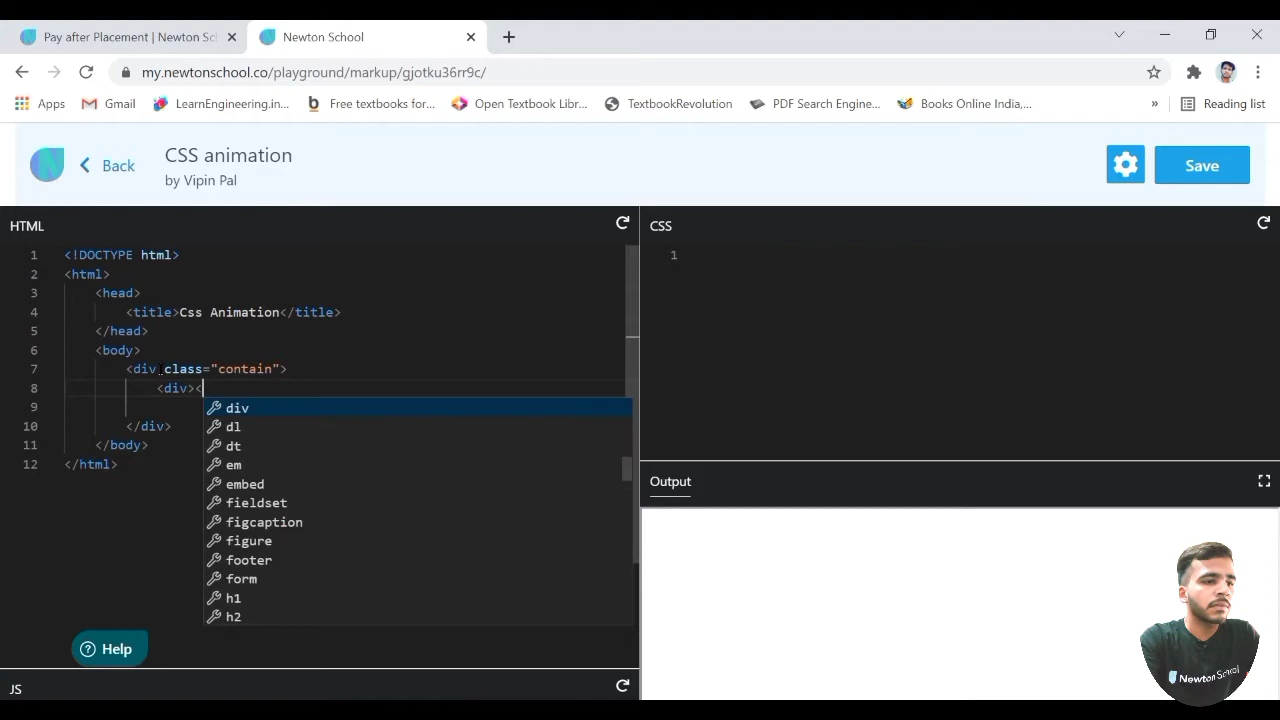 Pay after Placement | Newton Sc
Newton School
my.newtonschool.co/playground/markup/gjotku36rr9c/
Apps
Gmail
LearnEngineering.in...
Free textbooks for...
Open Textbook Libr...
TextbookRevolution
PDF Search Engine...
Books Online India,...
»
Reading list
Back
CSS animation
by Vipin Pal
Save
HTML
1 <!DOCTYPE html>
2 <html>
3 <head>
4 <title>Css Animation</title>
5 </head>
6 <body>
7 <div class="contain">
8 <div><
9
10 </div>
11 </body>
12 </html>
div
dl
dt
em
embed
fieldset
figcaption
figure
footer
form
h1
h2
? Help
JS
CSS
1
Output
Newton School